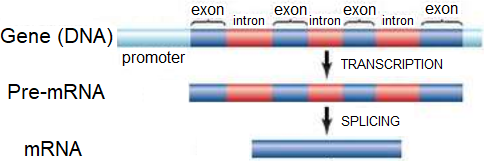 exon exon exon exon
intron intron intron
Gene (DNA)
promoter
TRANSCRIPTION
Pre-mRNA
SPLICING
mRNA